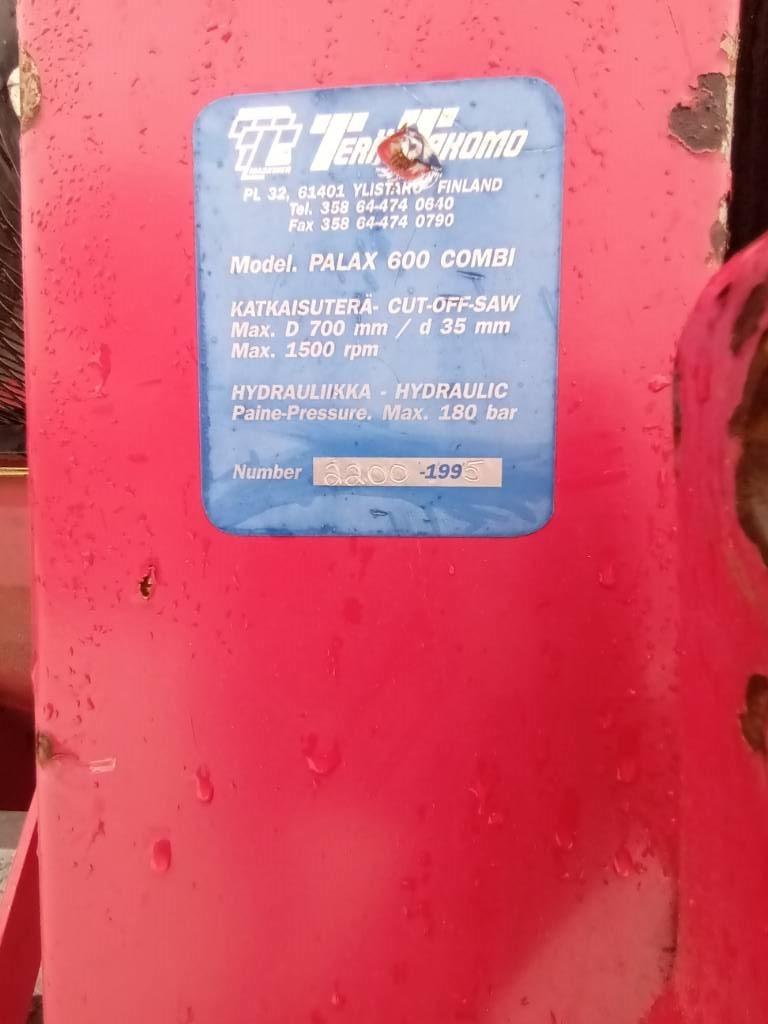 TAKOMO
PL 32, 61401 YLISTARO FINLAND
Tel. 358 64-474 0640
Fax 358 64-474 0790
Model. PALAX 600 COMBI
KATKAISUTERÄ- CUT-OFF-SAW
Max. D 700 mm / d 35 mm
Max. 1500 rpm
HYDRAULIIKKA - HYDRAULIC
Paine-Pressure. Max. 180 bar
Number 2200 -1995